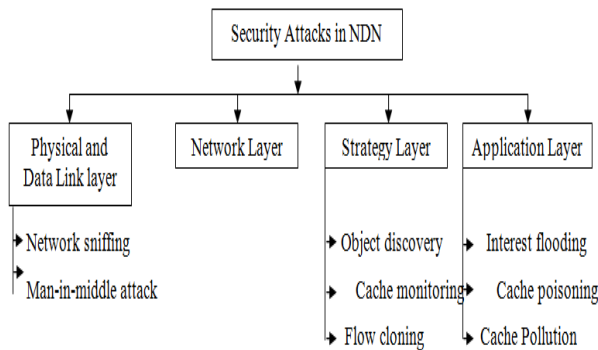 Security Attacks in NDN
Physical and
Data Link layer
Network Layer
Strategy Layer
Application Layer
Network sniffing
Man-in-middle attack
Object discovery
Cache monitoring
Flow cloning
Interest flooding
Cache poisoning
Cache Pollution